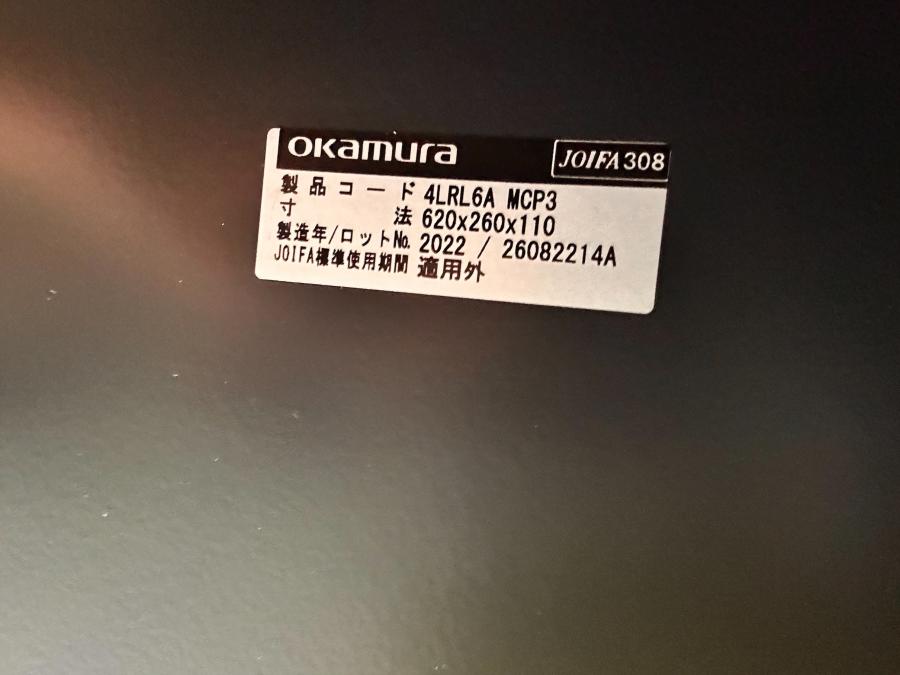 okamura
JOIFA308
製品コード 4LRL6A MCP3
寸法 620x260x110
製造年/ロットNo. 2022 / 26082214A
JOIFA標準使用期間 適用外